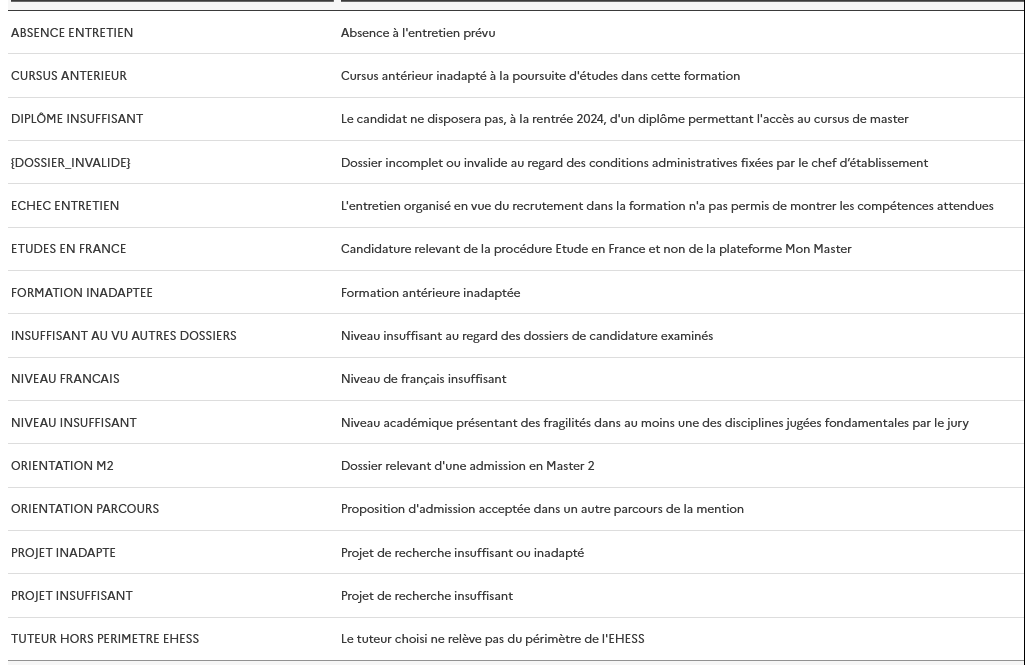 ABSENCE ENTRETIEN Absence à l'entretien prévu
CURSUS ANTERIEUR Cursus antérieur inadapté à la poursuite d'études dans cette formation
DIPLÔME INSUFFISANT Le candidat ne disposera pas, à la rentrée 2024, d'un diplôme permettant l'accès au cursus de master
{DOSSIER_INVALIDE} Dossier incomplet ou invalide au regard des conditions administratives fixées par le chef d’établissement
ECHEC ENTRETIEN L'entretien organisé en vue du recrutement dans la formation n'a pas permis de montrer les compétences attendues
ETUDES EN FRANCE Candidature relevant de la procédure Etude en France et non de la plateforme Mon Master
FORMATION INADAPTEE Formation antérieure inadaptée
INSUFFISANT AU VU AUTRES DOSSIERS Niveau insuffisant au regard des dossiers de candidature examinés
NIVEAU FRANCAIS Niveau de français insuffisant
NIVEAU INSUFFISANT Niveau académique présentant des fragilités dans au moins une des disciplines jugées fondamentales par le jury
ORIENTATION M2 Dossier relevant d'une admission en Master 2
ORIENTATION PARCOURS Proposition d'admission acceptée dans un autre parcours de la mention
PROJET INADAPTE Projet de recherche insuffisant ou inadapté
PROJET INSUFFISANT Projet de recherche insuffisant
TUTEUR HORS PERIMETRE EHESS Le tuteur choisi ne relève pas du périmètre de l'EHESS